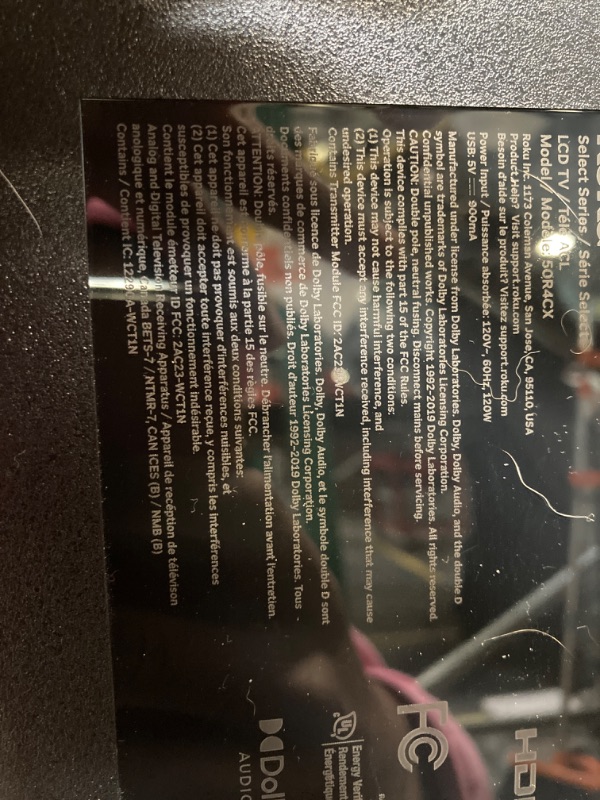 Select Series / Série Select
LCD TV / Télé ACL
Model / Modèle: 50R4CX
Roku Inc. 1173 Coleman Avenue, San Jose, CA, 95110, USA
Product Help? Visit support.roku.com
Besoin d'aide sur le produit? Visitez support.roku.com
Power Input / Puissance absorbée: 120V~, 60Hz, 120W
USB: 5V 900mA
Manufactured under license from Dolby Laboratories. Dolby, Dolby Audio, and the double D
symbol are trademarks of Dolby Laboratories Licensing Corporation.
Confidential unpublished works. Copyright 1992-2019 Dolby Laboratories. All rights reserved.
CAUTION: Double pole, neutral fusing. Disconnect mains before servicing.
This device complies with part 15 of the FCC Rules.
Operation is subject to the following two conditions:
(1) This device may not cause harmful interference, and
(2) This device must accept any interference received, including interference that may cause
undesired operation.
Contains Transmitter Module FCC ID: 2AC23-WCT1N
sous licence de Dolby Laboratories. Dolby, Dolby Audio, et le symbole double D sont
des marques de commerce de Dolby Laboratories Licensing Corporation.
Documents confidentiels non publiés. Droit d'auteur 1992-2019 Dolby Laboratories. Tous
droits réservés.
ATTENTION: Double pôle, fusible sur le neutre. Débrancher l'alimentation avant l'entretien.
Cet appareil est conforme à la partie 15 des règles FCC.
Son fonctionnement est soumis aux deux conditions suivantes:
(1) Cet appareil ne doit pas provoquer d'interférences nuisibles, et
(2) Cet appareil doit accepter toute interférence reçue, y compris les interférences
susceptibles de provoquer un fonctionnement indésirable.
Contient le module émetteur ID FCC: 2AC23-WCT1N
Analog and Digital Television Receiving Apparatus / Appareil de recéption de télévison
analogique et numérique, Canada BETS-7 / NTMR-7, CAN ICES (B) / NMB (B)
Contains / Contient IC: 12290A-WCT1N
HD
FC
UL
Energy Veri
Rendement
Énergétique
Dol
AUDIO